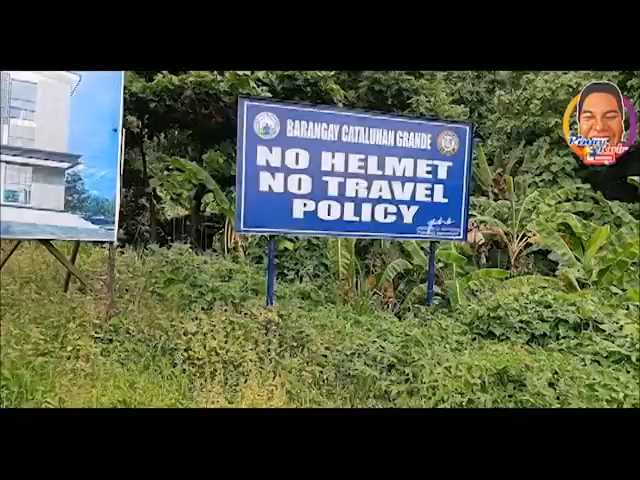 BARANGAY CATALUNAN GRANDE
NO HELMET
NO TRAVEL
POLICY